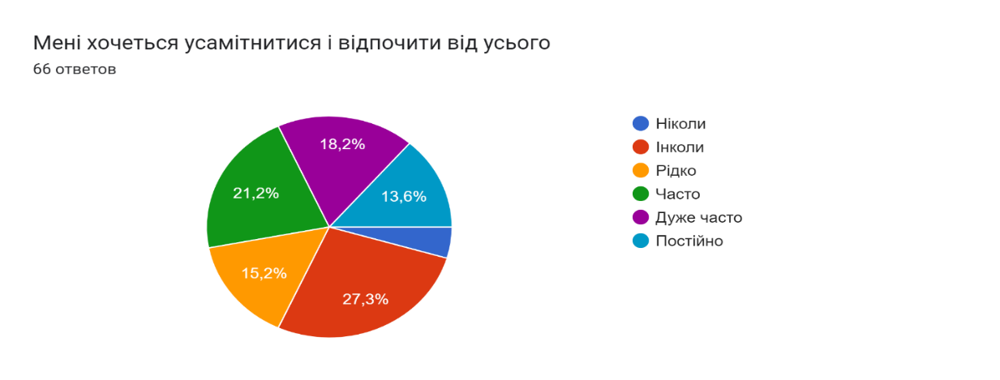 Мені хочеться усамітнитися і відпочити від усього
66 ответов
18,2%
13,6%
21,2%
15,2%
27,3%
Ніколи
Інколи
Рідко
Часто
Дуже часто
Постійно